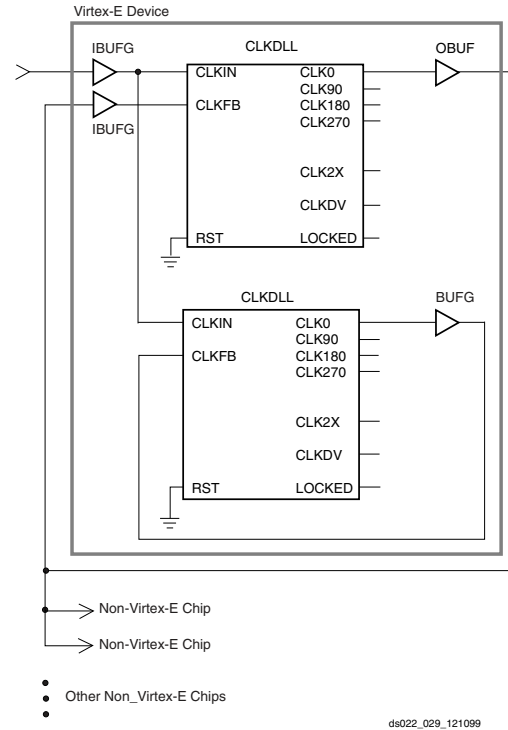 Virtex-E Device
IBUFG
CLKDLL
OBUF
CLKIN
CLK0
CLK90
CLKFB
CLK180
CLK270
IBUFG
CLK2X
CLKDV
RST
LOCKED
CLKDLL
BUFG
CLKIN
CLK0
CLK90
CLKFB
CLK180
CLK270
CLK2X
CLKDV
RST
LOCKED
Non-Virtex-E Chip
Non-Virtex-E Chip
Other Non_Virtex-E Chips
ds022_029_121099